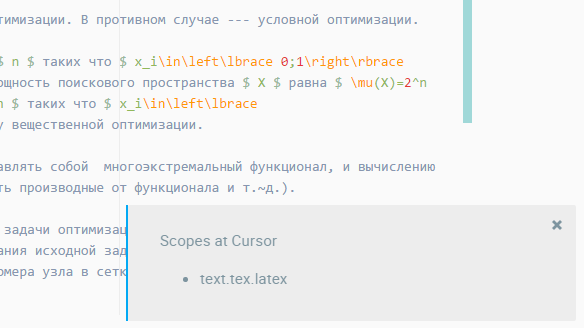 тимизации. В противном случае --- условной оптимизации.
$ n $ таких что $ x_i\in\left\lbrace 0;1\right\rbrace
ощность поискового пространства $ X $ равна $ \mu(X)=2^n
n $ таких что $ x_i\in\left\lbrace
у вещественной оптимизации.
авлять собой  многоэкстремальный функционал, и вычислению
ть производные от функционала и т.~д.).
задачи оптимизац
ания исходной зад
омера узла в сетк
Scopes at Cursor
• text.tex.latex